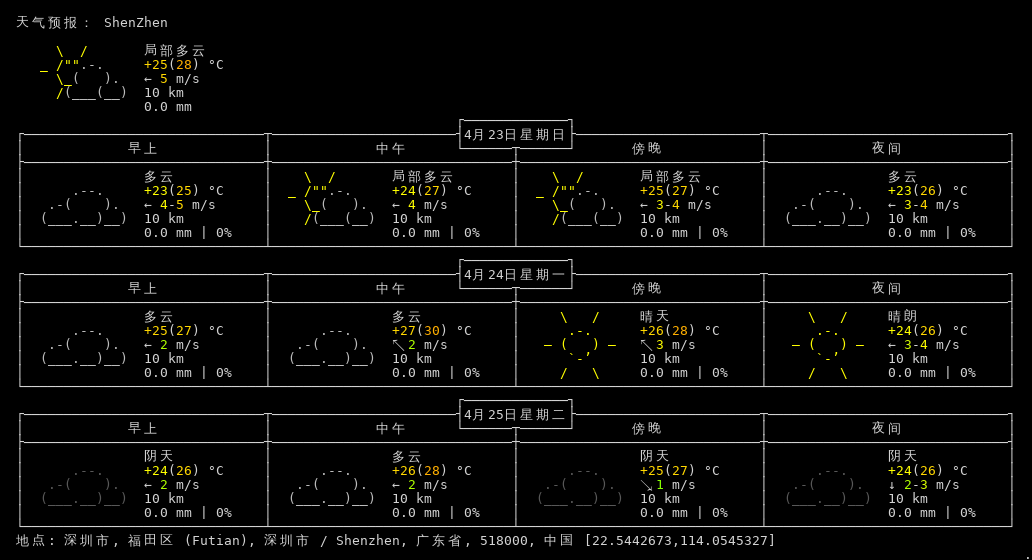 天气预报： ShenZhen
局部多云
+25(28) °C
← 5 m/s
10 km
0.0 mm
4月23日星期日
早上 中午 傍晚 夜间
多云 局部多云 局部多云 多云
+23(25) °C +24(27) °C +25(27) °C +23(26) °C
← 4-5 m/s ← 4 m/s ← 3-4 m/s ← 3-4 m/s
10 km 10 km 10 km 10 km
0.0 mm | 0% 0.0 mm | 0% 0.0 mm | 0% 0.0 mm | 0%
4月24日星期一
早上 中午 傍晚 夜间
多云 多云 晴天 晴朗
+25(27) °C +27(30) °C +26(28) °C +24(26) °C
← 2 m/s ↖ 2 m/s ↖ 3 m/s ← 3-4 m/s
10 km 10 km 10 km 10 km
0.0 mm | 0% 0.0 mm | 0% 0.0 mm | 0% 0.0 mm | 0%
4月25日星期二
早上 中午 傍晚 夜间
阴天 多云 阴天 阴天
+24(26) °C +26(28) °C +25(27) °C +24(26) °C
← 2 m/s ← 2 m/s ↘ 1 m/s ↓ 2-3 m/s
10 km 10 km 10 km 10 km
0.0 mm | 0% 0.0 mm | 0% 0.0 mm | 0% 0.0 mm | 0%
地点: 深圳市, 福田区 (Futian), 深圳市 / Shenzhen, 广东省, 518000, 中国 [22.5442673,114.0545327]